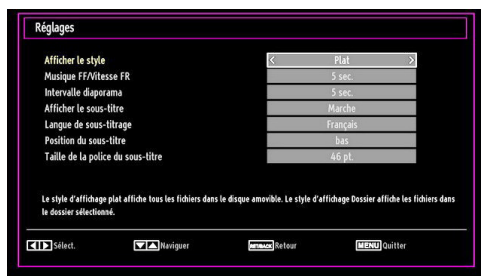 Réglages
Afficher le style < Plat >
Musique FF/Vitesse FR 5 sec.
Intervalle diaporama 5 sec.
Afficher le sous-titre Marche
Langue de sous-titrage Français
Position du sous-titre bas
Taille de la police du sous-titre 46 pt.
Le style d'affichage plat affiche tous les fichiers dans le disque amovible. Le style d'affichage Dossier affiche les fichiers dans
le dossier sélectionné.
Sélect. Naviguer RET/BACK Retour MENU Quitter